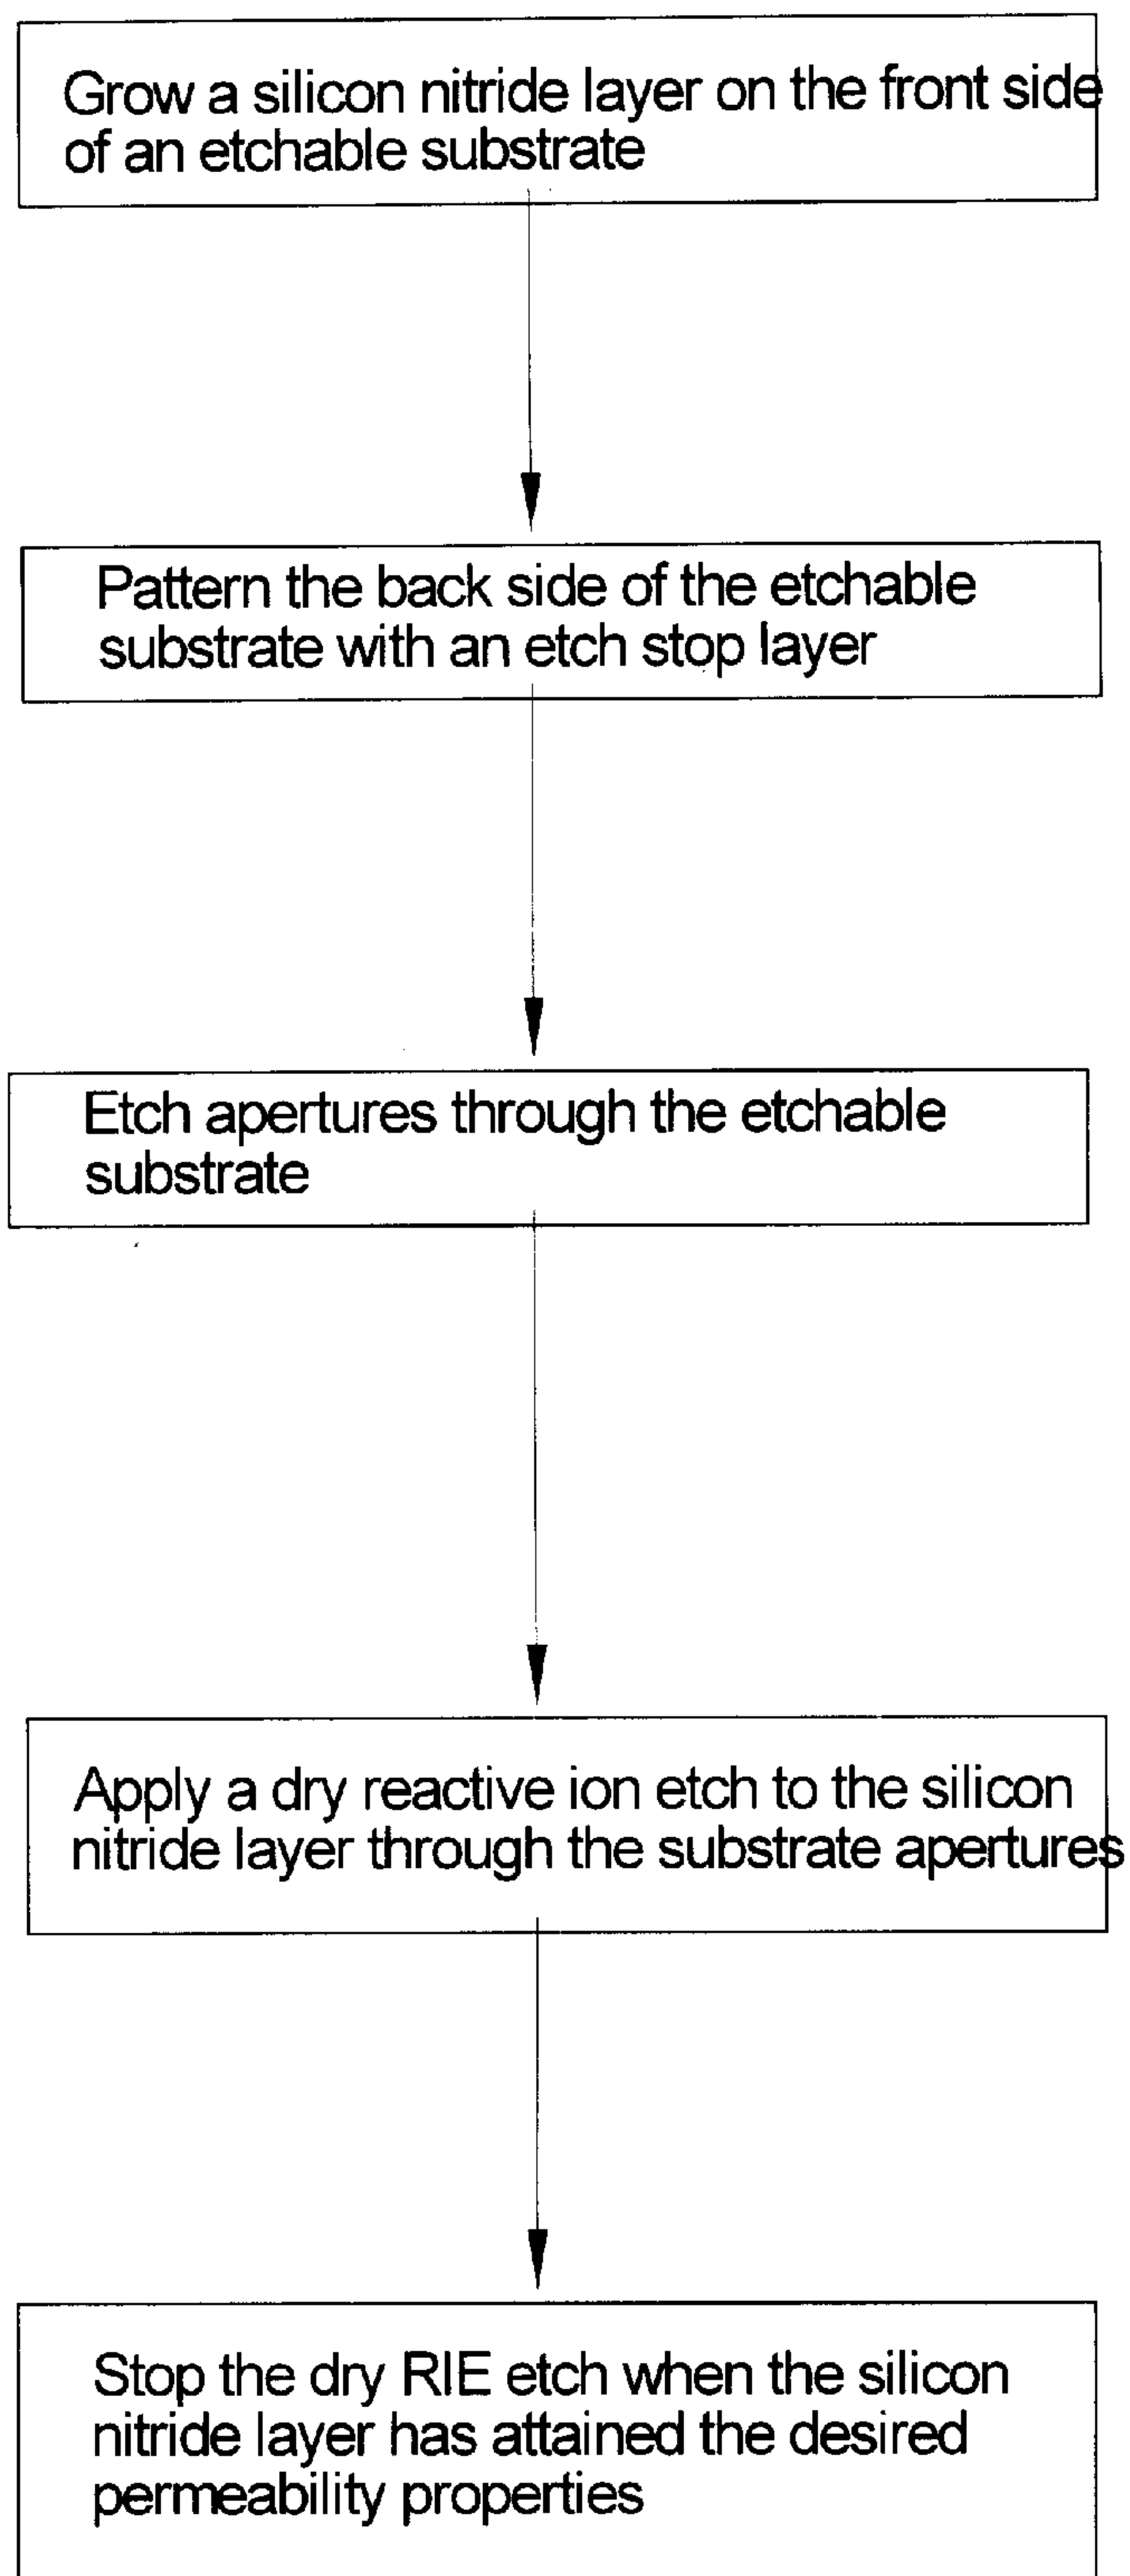 Grow a silicon nitride layer on the front side
of an etchable substrate
Pattern the back side of the etchable
substrate with an etch stop layer
Etch apertures through the etchable
substrate
Apply a dry reactive ion etch to the silicon
nitride layer through the substrate apertures
Stop the dry RIE etch when the silicon
nitride layer has attained the desired
permeability properties